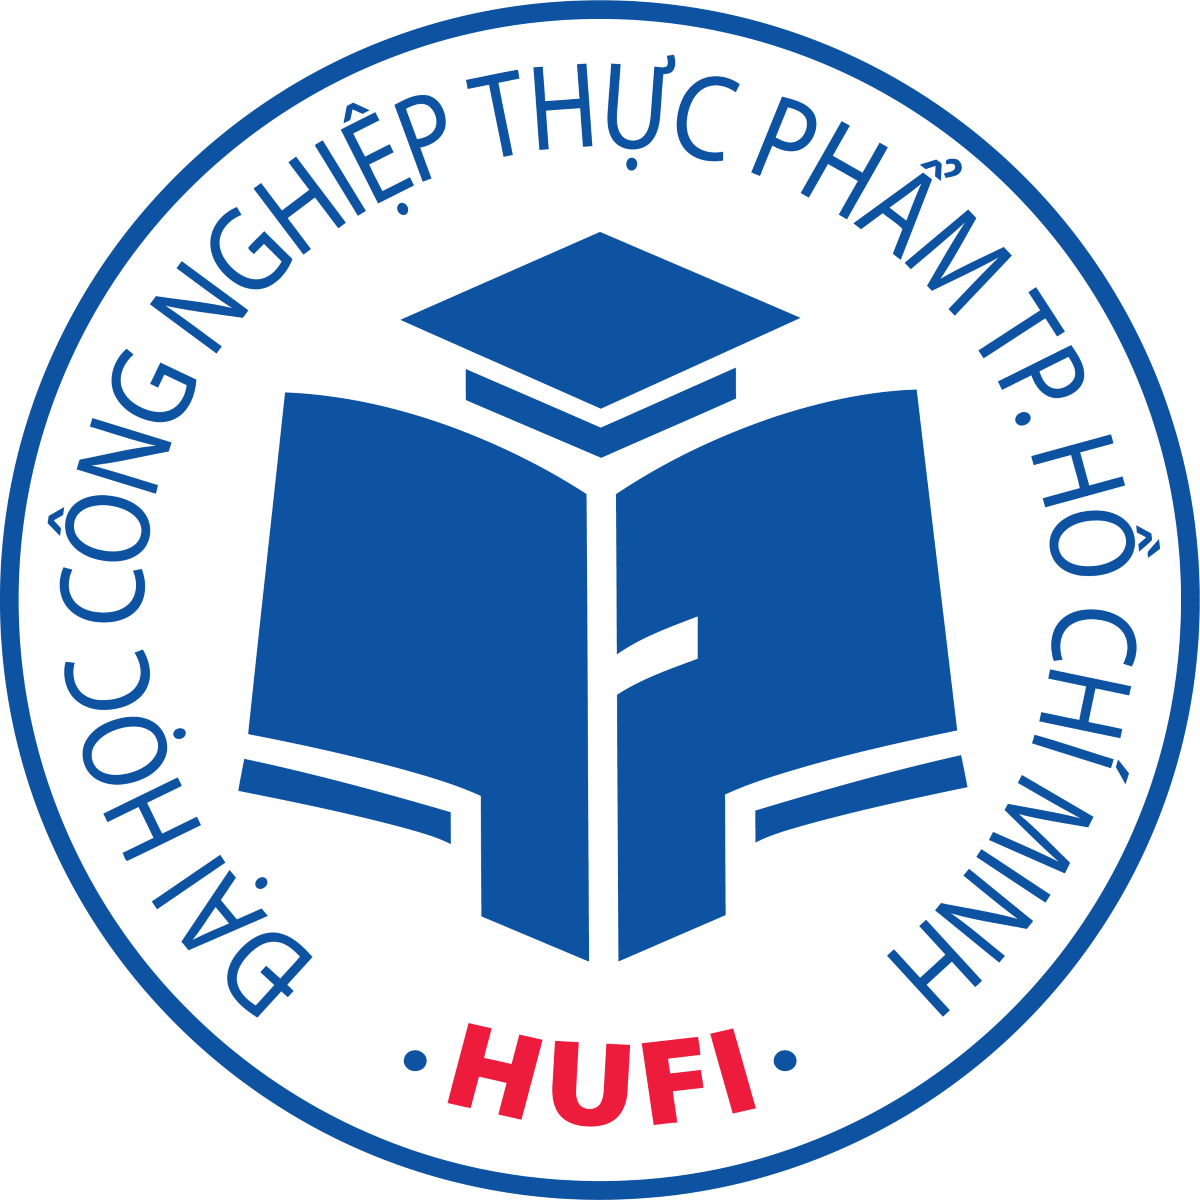 ĐẠI HỌC CÔNG NGHIỆP THỰC PHẨM TP. HỒ CHÍ MINH
• HUFI •